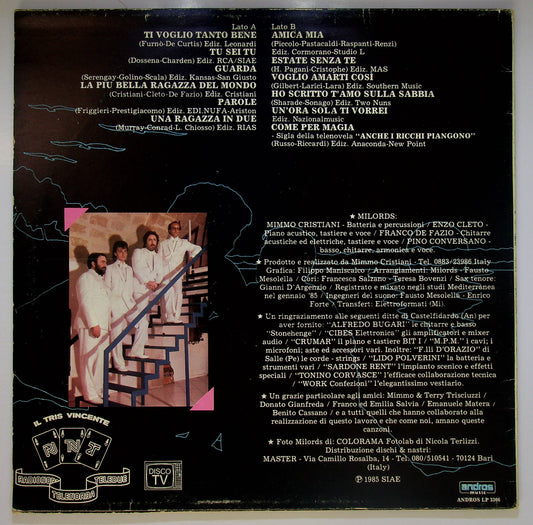 Lato A
TI VOGLIO TANTO BENE
(Furnò-De Curtis) Ediz. Leonardi
TU SEI TU
(Dossena-Charden) Ediz. RCA/SIAE
GUARDA
(Serengay-Golino-Scala) Ediz. Kansas-San Giusto
LA PIU BELLA RAGAZZA DEL MONDO
(Cristiani-Cleto-De Fazio) Ediz. Cristiani
PAROLE
(Friggieri-Prestigiacomo) Ediz. EDI.NUFA-Ariston
UNA RAGAZZA IN DUE
(Murray-Conrad-L. Chiosso) Ediz. RIAS
Lato B
AMICA MIA
(Piccolo-Pastacaldi-Raspanti-Renzi)
Ediz. Cormorano-Studio L
ESTATE SENZA TE
(H. Pagani-Cristophe) Ediz. MAS
VOGLIO AMARTI COSÌ
(Gilbert-Larici-Lara) Ediz. Southern Music
HO SCRITTO T'AMO SULLA SABBIA
(Sharade-Sonago) Ediz. Two Nuns
UN'ORA SOLA TI VORREI
Ediz. Nazionalmusic
COME PER MAGIA
- Sigla della telenovela "ANCHE I RICCHI PIANGONO"
(Russo-Riccardi) Ediz. Anaconda-New Point
★ MILORDS:
MIMMO CRISTIANI - Batteria e percussioni / ENZO CLETO -
Piano acustico, tastiere e voce / FRANCO DE FAZIO - Chitarre
acustiche ed elettriche, tastiere e voce / PINO CONVERSANO -
basso, chitarre, armonica e voce.
★ Prodotto e realizzato da Mimmo Cristiani - Tel. 0883/23986 Italy
Grafica: Filippo Maniscalco / Arrangiamenti: Milords - Fausto
Mesolella / Cori: Francesca Salzano - Teresa Bovenzi / Sax tenore:
Gianni D'Argenzio / Registrato e mixato negli studi Mediterranea
nel gennaio '85 / Ingegneri del suono: Fausto Mesolella - Enrico
Forte / Transfert: Elettroformati (Mi).
★ Un ringraziamento alle seguenti ditte di Castelfidardo (An) per
aver fornito: "ALFREDO BUGARI" le chitarre e basso
"Stonehenge" / "CIBES Elettronics" gli amplificatori e mixer
audio / "CRUMAR" il piano e tastiere BIT I / "M.P.M." i cavi; i
microfoni; aste ed accessori vari. Inoltre: "F.lli D'ORAZIO" di
Salle (Pe) le corde - strings / "LIDO POLVERINI" la batteria e
strumenti vari / "SARDONE RENT" l'impianto scenico e effetti
speciali / "TONINO CORVASCE" l'efficace collaborazione tecnica
/ "WORK Confezioni" l'elegantissimo vestiario.
★ Un grazie particolare agli amici: Mimmo & Terry Trisciuzzi /
Donato Gianfreda / Franco ed Emilia Salvia / Emanuele Matera /
Benito Cassano / e a tutti quelli che hanno collaborato alla
realizzazione di questo lavoro e che come noi, amano queste
canzoni.
★ Foto Milords di: COLORAMA Fotolab di Nicola Terlizzi.
Distribuzione dischi & nastri:
MASTER - Via Camillo Rosalba, 14 - Tel: 080/510541 - 70124 Bari
(Italy)
℗ 1985 SIAE
IL TRIS VINCENTE
RADIOSOR
TELENORBA
TELEDUE
DISCO
TV
andros
MUSIC
ANDROS LP 1506